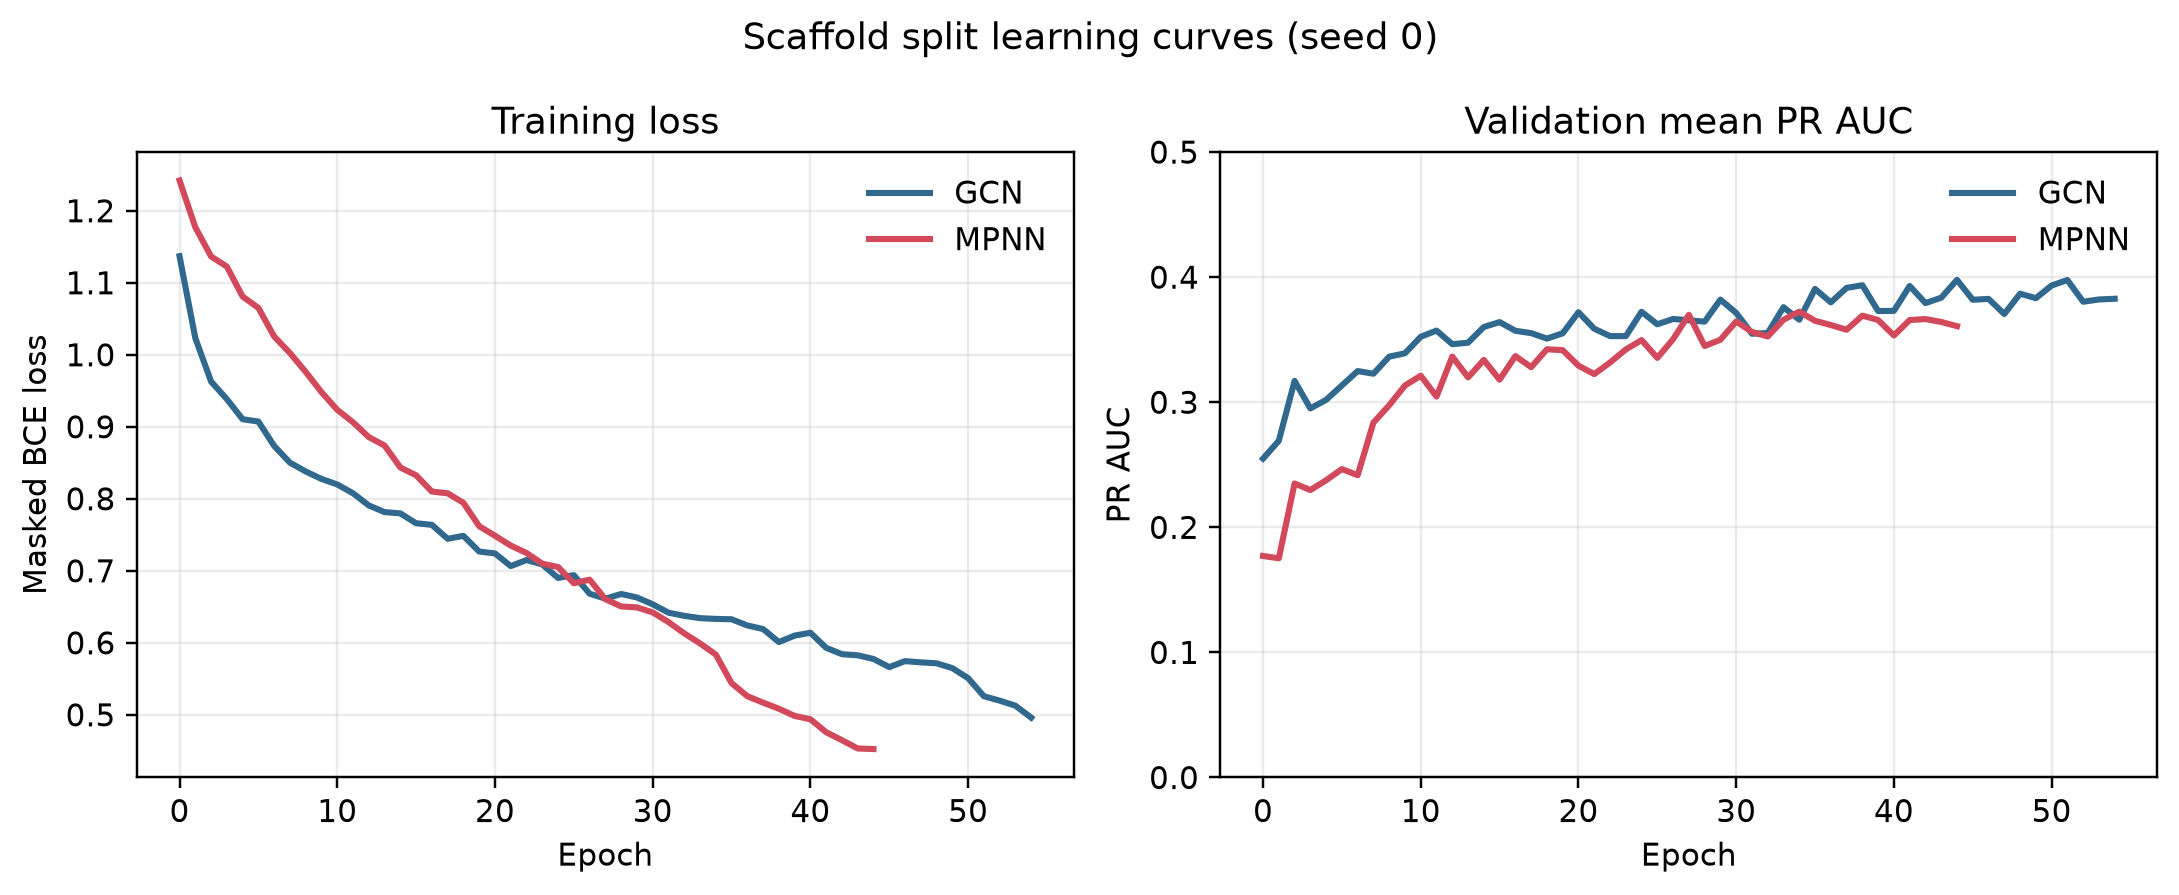 Scaffold split learning curves (seed 0)
Training loss
Masked BCE loss
1.2
1.1
1.0
0.9
0.8
0.7
0.6
0.5
GCN
MPNN
0 10 20 30 40 50
Epoch
Validation mean PR AUC
PR AUC
0.5
0.4
0.3
0.2
0.1
0.0
GCN
MPNN
0 10 20 30 40 50
Epoch